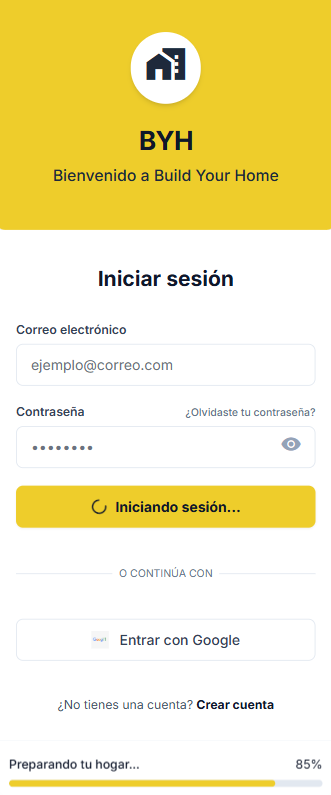 BYH
Bienvenido a Build Your Home
Iniciar sesión
Correo electrónico
ejemplo@correo.com
Contraseña
¿Olvidaste tu contraseña?
••••••••
Iniciando sesión...
O CONTINÚA CON
Entrar con Google
¿No tienes una cuenta? Crear cuenta
Preparando tu hogar...
85%